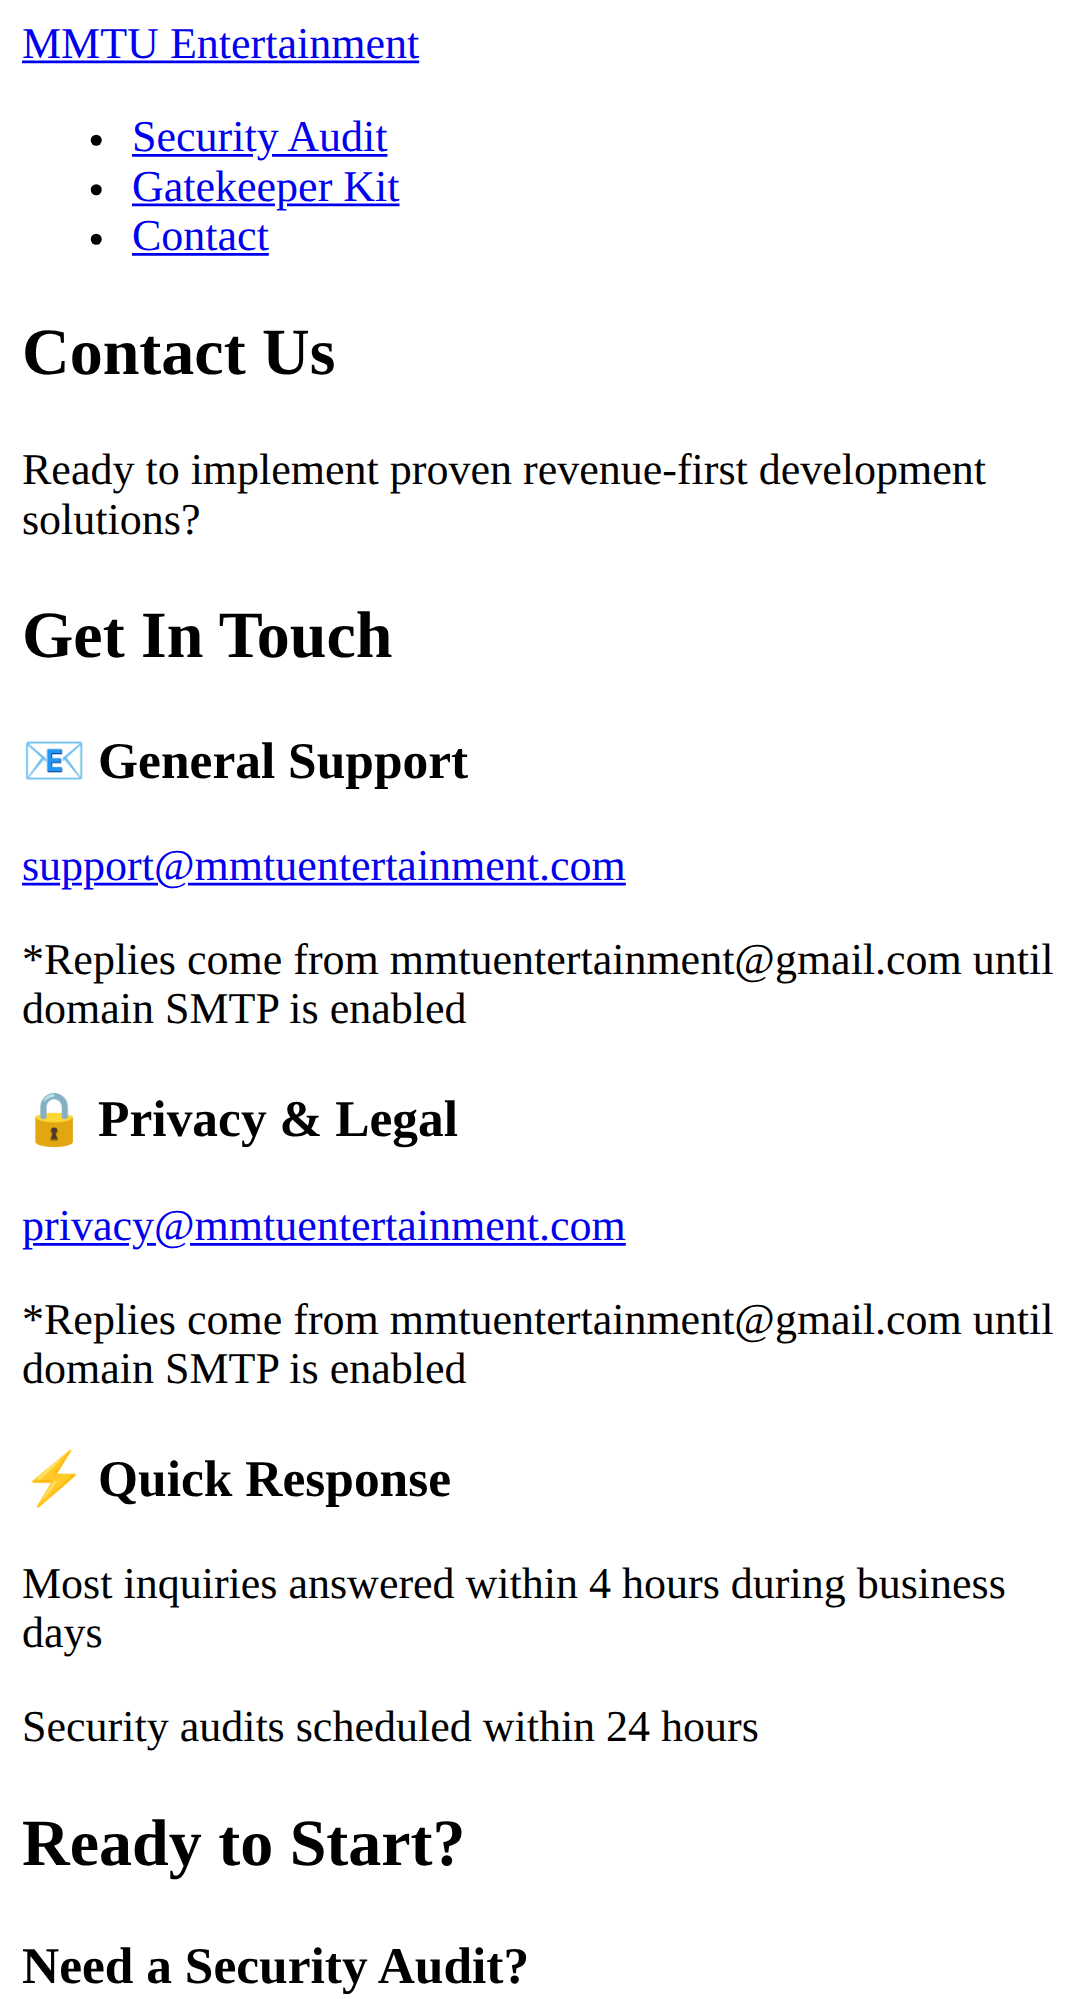 MMTU Entertainment
• Security Audit
• Gatekeeper Kit
• Contact
Contact Us
Ready to implement proven revenue-first development
solutions?
Get In Touch
📧 General Support
support@mmtuentertainment.com
*Replies come from mmtuentertainment@gmail.com until
domain SMTP is enabled
🔒 Privacy & Legal
privacy@mmtuentertainment.com
*Replies come from mmtuentertainment@gmail.com until
domain SMTP is enabled
⚡ Quick Response
Most inquiries answered within 4 hours during business
days
Security audits scheduled within 24 hours
Ready to Start?
Need a Security Audit?